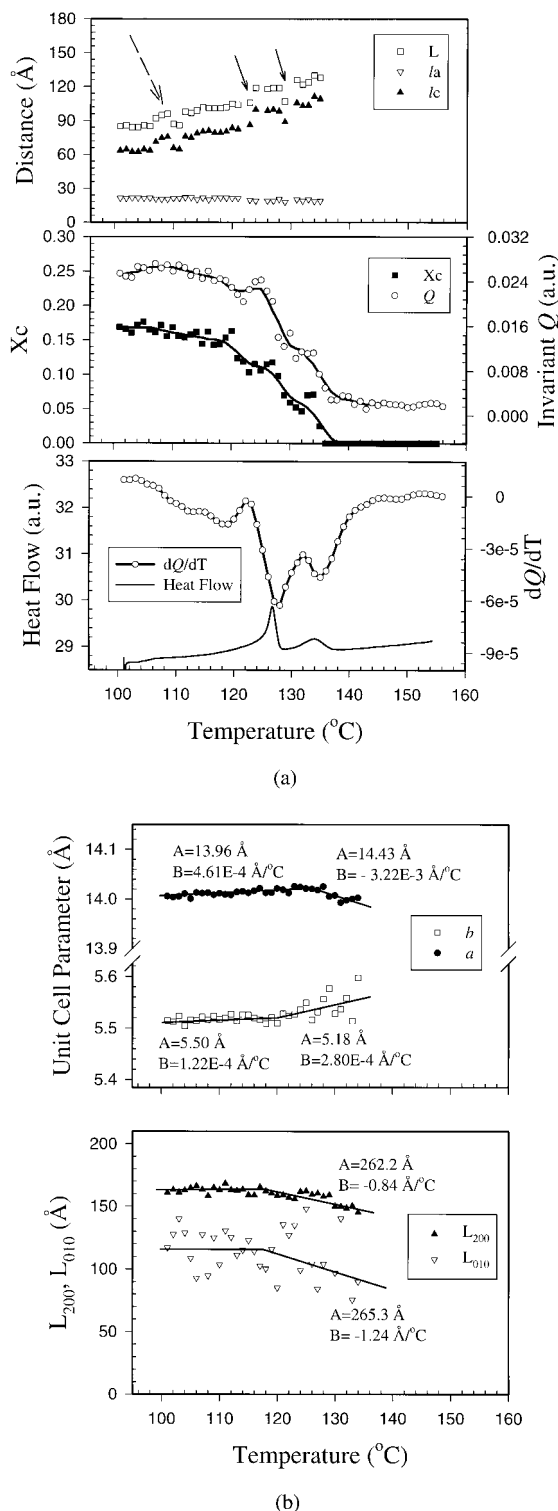 180
150
120
90
60
30
0
Distance (Å)
L
la
lc
0.30
0.25
0.20
0.15
0.10
0.05
0.00
Xc
Xc
Q
0.032
0.024
0.016
0.008
0.000
Invariant Q (a.u.)
33
32
31
30
29
Heat Flow (a.u.)
dQ/dT
Heat Flow
0
-3e-5
-6e-5
-9e-5
dQ/dT
100 110 120 130 140 150 160
Temperature (°C)
(a)
14.1
14.0
13.9
5.6
5.5
5.4
Unit Cell Parameter (Å)
A=13.96 Å
B=4.61E-4 Å/°C
A=14.43 Å
B= - 3.22E-3 Å/°C
b
a
A=5.50 Å
B=1.22E-4 Å/°C
A=5.18 Å
B=2.80E-4 Å/°C
200
150
100
50
0
L200, L010 (Å)
A=262.2 Å
B= -0.84 Å/°C
L200
L010
A=265.3 Å
B= -1.24 Å/°C
100 110 120 130 140 150 160
Temperature (°C)
(b)